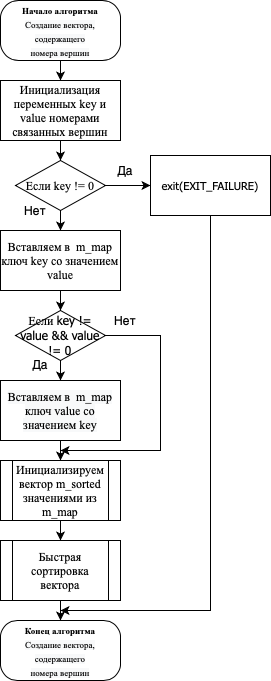 Начало алгоритма
Создание вектора,
содержащего
номера вершин
Инициализация
переменных key и
value номерами
связанных вершин
Если key != 0
Да
exit(EXIT_FAILURE)
Нет
Вставляем в m_map
ключ key со значением
value
Если key !=
value && value
!= 0
Нет
Да
Вставляем в m_map
ключ value со
значением key
Инициализируем
вектор m_sorted
значениями из
m_map
Быстрая
сортировка
вектора
Конец алгоритма
Создание вектора,
содержащего
номера вершин